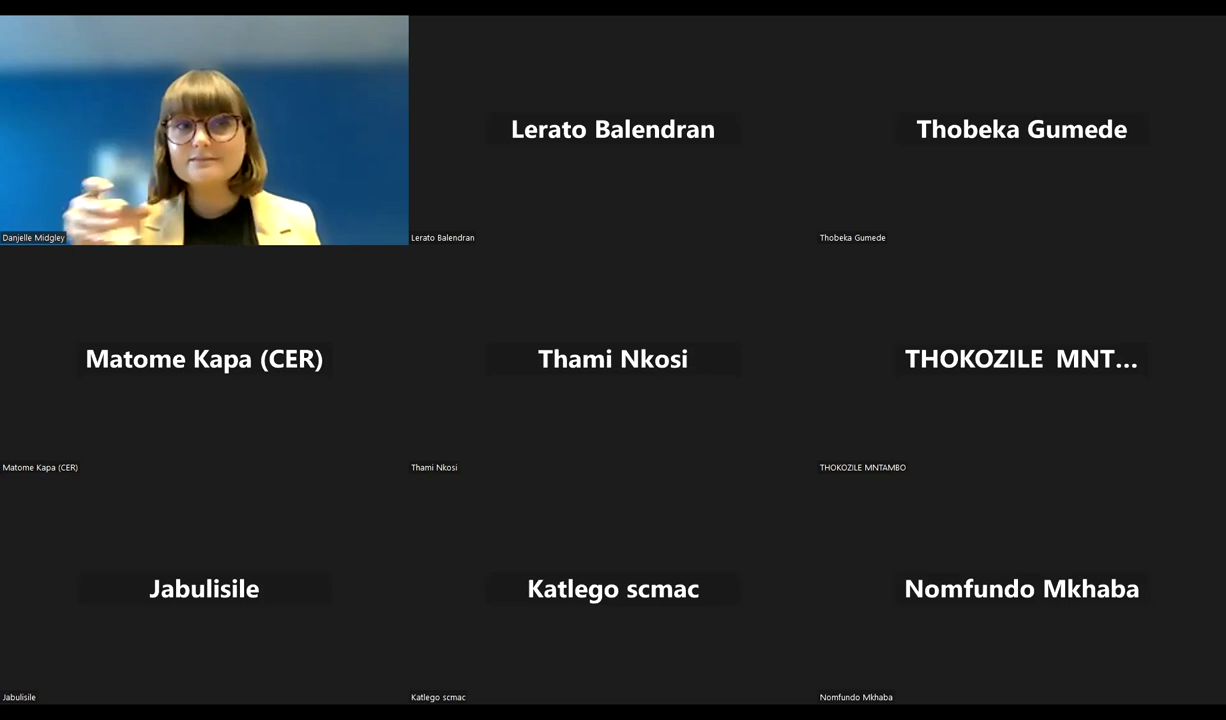 Lerato Balendran
Thobeka Gumede
Danjelle Midgley
Lerato Balendran
Thobeka Gumede
Matome Kapa (CER)
Thami Nkosi
THOKOZILE MNT...
Matome Kapa (CER)
Thami Nkosi
THOKOZILE MNTAMBO
Jabulisile
Katlego scmac
Nomfundo Mkhaba
Jabulisile
Katlego scmac
Nomfundo Mkhaba